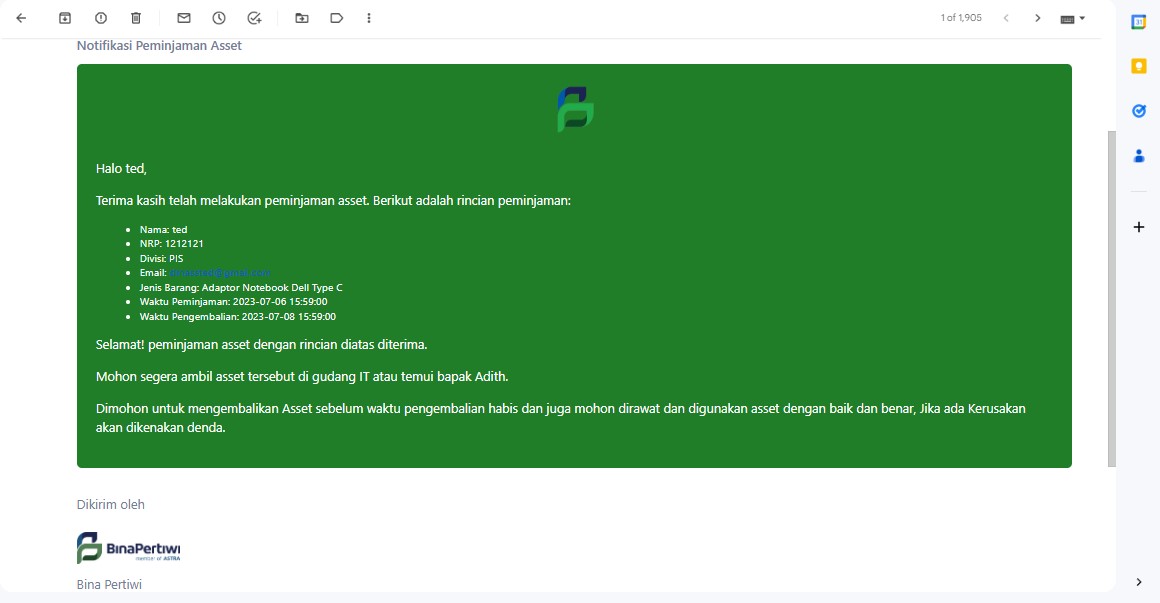 1 of 1,905
31
Notifikasi Peminjaman Asset
Halo ted,
Terima kasih telah melakukan peminjaman asset. Berikut adalah rincian peminjaman:
Nama: ted
NRP: 1212121
Divisi: PIS
Email:
Jenis Barang: Adaptor Notebook Dell Type C
Waktu Peminjaman: 2023-07-06 15:59:00
Waktu Pengembalian: 2023-07-08 15:59:00
Selamat! peminjaman asset dengan rincian diatas diterima.
Mohon segera ambil asset tersebut di gudang IT atau temui bapak Adith.
Dimohon untuk mengembalikan Asset sebelum waktu pengembalian habis dan juga mohon dirawat dan digunakan asset dengan baik dan benar, Jika ada Kerusakan
akan dikenakan denda.
Dikirim oleh
BINAPERTIWI
member of ASTRA
Bina Pertiwi